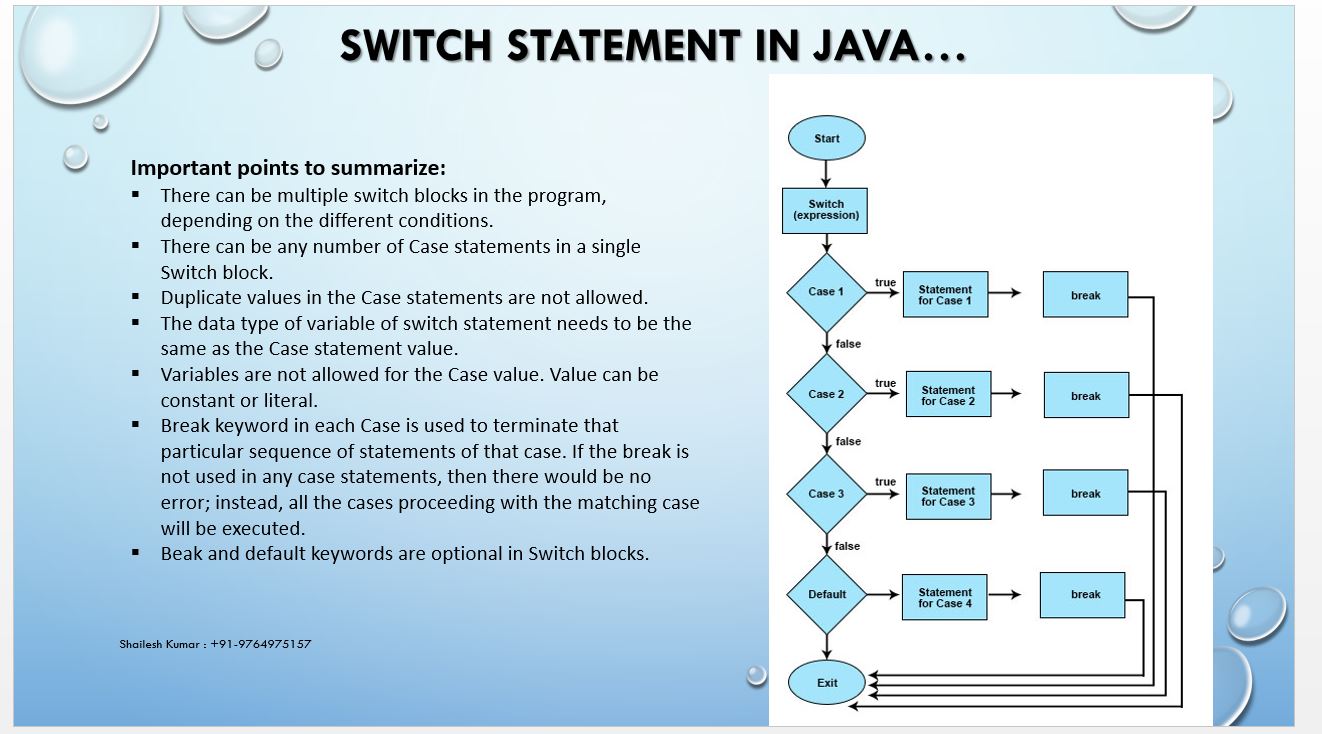 SWITCH STATEMENT IN JAVA...
Important points to summarize:
▪ There can be multiple switch blocks in the program,
depending on the different conditions.
▪ There can be any number of Case statements in a single
Switch block.
▪ Duplicate values in the Case statements are not allowed.
▪ The data type of variable of switch statement needs to be the
same as the Case statement value.
▪ Variables are not allowed for the Case value. Value can be
constant or literal.
▪ Break keyword in each Case is used to terminate that
particular sequence of statements of that case. If the break is
not used in any case statements, then there would be no
error; instead, all the cases proceeding with the matching case
will be executed.
▪ Beak and default keywords are optional in Switch blocks.
Shailesh Kumar : +91-9764975157
Start
Switch
(expression)
Case 1
true
Statement
for Case 1
break
false
Case 2
true
Statement
for Case 2
break
false
Case 3
true
Statement
for Case 3
break
false
Default
Statement
for Case 4
break
Exit